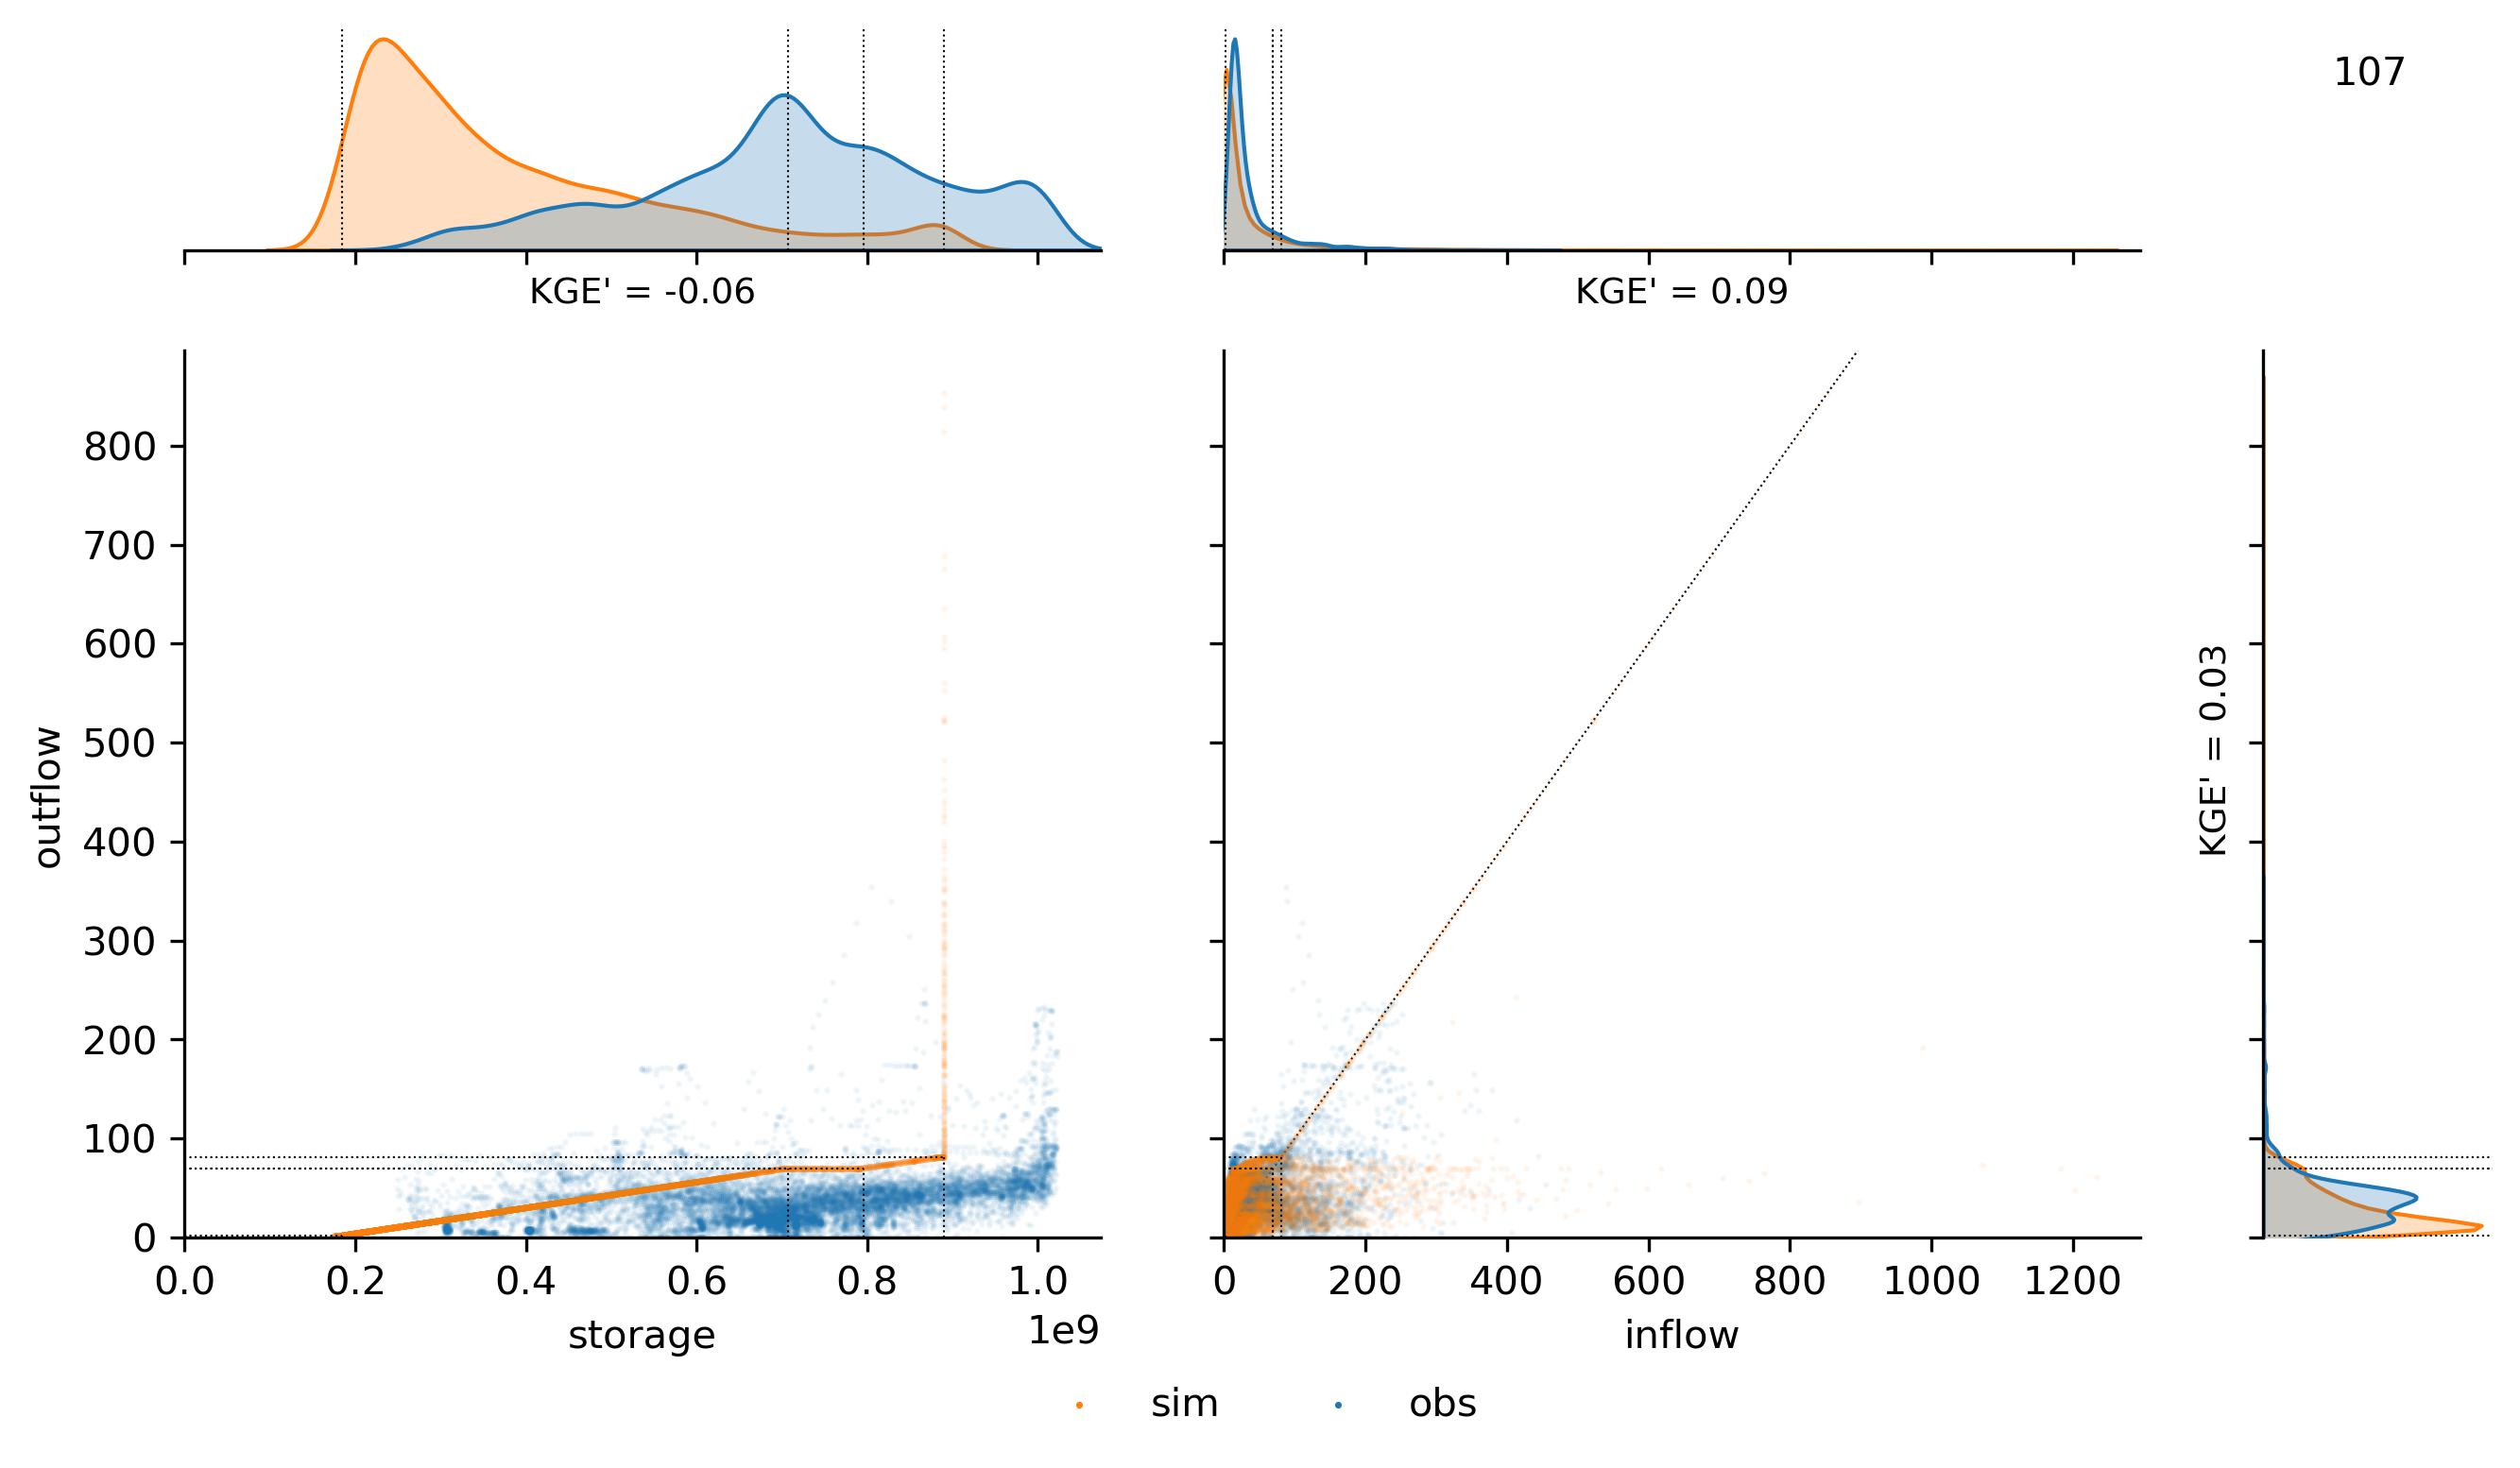 107
KGE' = -0.06
KGE' = 0.09
outflow
800
700
600
500
400
300
200
100
0
KGE' = 0.03
0.0 0.2 0.4 0.6 0.8 1.0
1e9
storage
0 200 400 600 800 1000 1200
inflow
sim obs